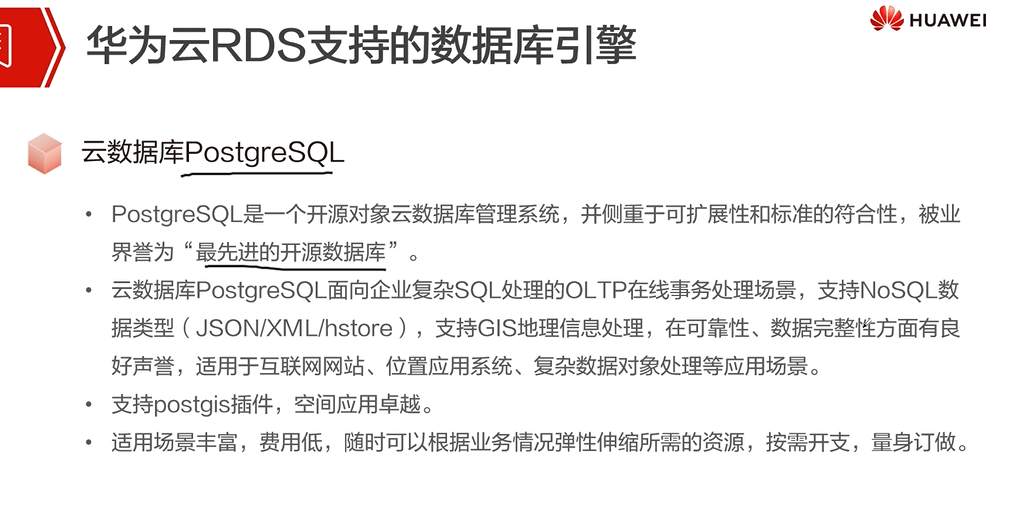 HUAWEI
华为云RDS支持的数据库引擎
云数据库PostgreSQL
• PostgreSQL是一个开源对象云数据库管理系统，并侧重于可扩展性和标准的符合性，被业
界誉为“最先进的开源数据库”。
• 云数据库PostgreSQL面向企业复杂SQL处理的OLTP在线事务处理场景，支持NoSQL数
据类型（JSON/XML/hstore），支持GIS地理信息处理，在可靠性、数据完整性方面有良
好声誉，适用于互联网网站、位置应用系统、复杂数据对象处理等应用场景。
• 支持postgis插件，空间应用卓越。
• 适用场景丰富，费用低，随时可以根据业务情况弹性伸缩所需的资源，按需开支，量身订做。